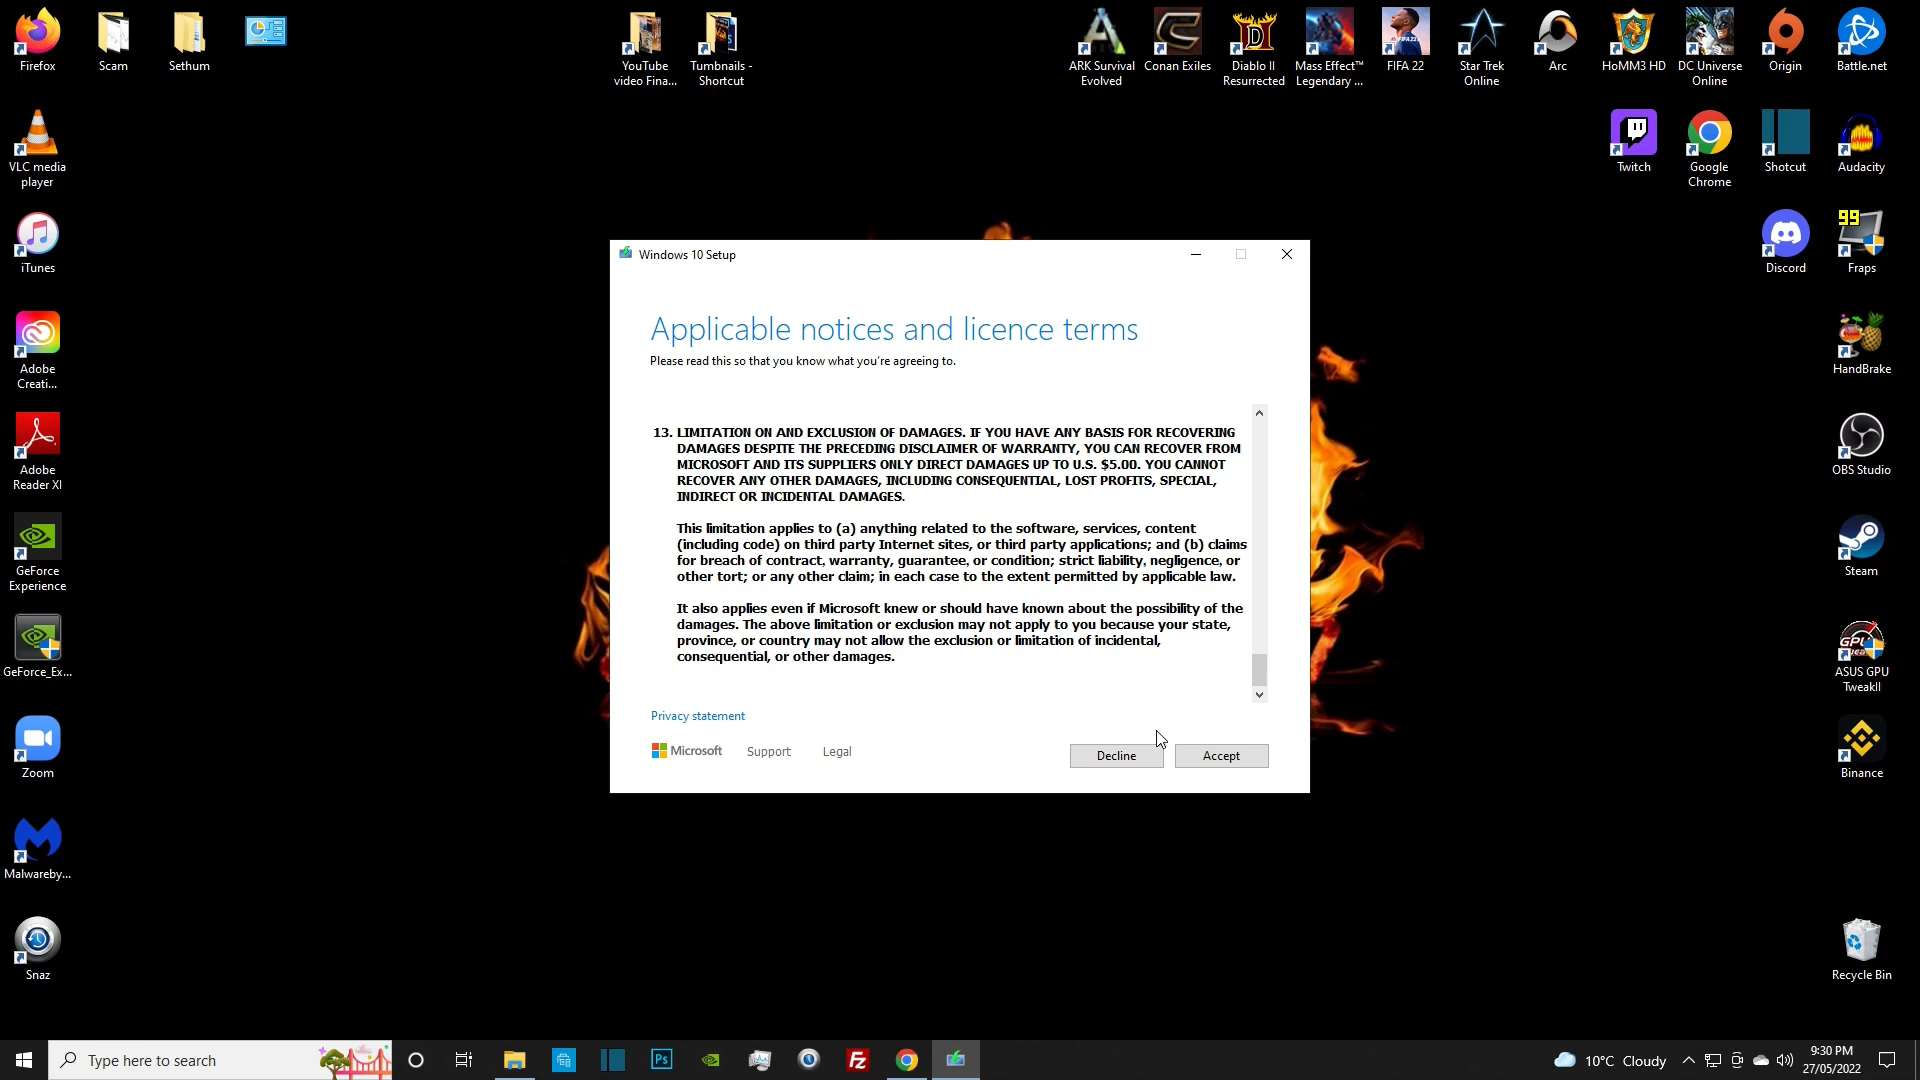 Firefox
Scam
Sethum
YouTube
video Fina...
Tumbnails -
Shortcut
ARK Survival
Evolved
Conan Exiles
Diablo II
Resurrected
Mass Effect™
Legendary ...
FIFA 22
Star Trek
Online
Arc
HoMM3 HD
DC Universe
Online
Origin
Battle.net
VLC media
player
Twitch
Google
Chrome
Shotcut
Audacity
iTunes
Discord
99
Fraps
Adobe
Creati...
HandBrake
Adobe
Reader XI
OBS Studio
GeForce
Experience
Steam
GeForce_Ex...
GPU
ASUS GPU
TweakII
Zoom
Binance
Malwareby...
Snaz
Recycle Bin
Windows 10 Setup
Applicable notices and licence terms
Please read this so that you know what you're agreeing to.
13. LIMITATION ON AND EXCLUSION OF DAMAGES. IF YOU HAVE ANY BASIS FOR RECOVERING
DAMAGES DESPITE THE PRECEDING DISCLAIMER OF WARRANTY, YOU CAN RECOVER FROM
MICROSOFT AND ITS SUPPLIERS ONLY DIRECT DAMAGES UP TO U.S. $5.00. YOU CANNOT
RECOVER ANY OTHER DAMAGES, INCLUDING CONSEQUENTIAL, LOST PROFITS, SPECIAL,
INDIRECT OR INCIDENTAL DAMAGES.
This limitation applies to (a) anything related to the software, services, content
(including code) on third party Internet sites, or third party applications; and (b) claims
for breach of contract, warranty, guarantee, or condition; strict liability, negligence, or
other tort; or any other claim; in each case to the extent permitted by applicable law.
It also applies even if Microsoft knew or should have known about the possibility of the
damages. The above limitation or exclusion may not apply to you because your state,
province, or country may not allow the exclusion or limitation of incidental,
consequential, or other damages.
Privacy statement
Microsoft
Support
Legal
Decline
Accept
Type here to search
Ps
Fz
10°C Cloudy
9:30 PM
27/05/2022